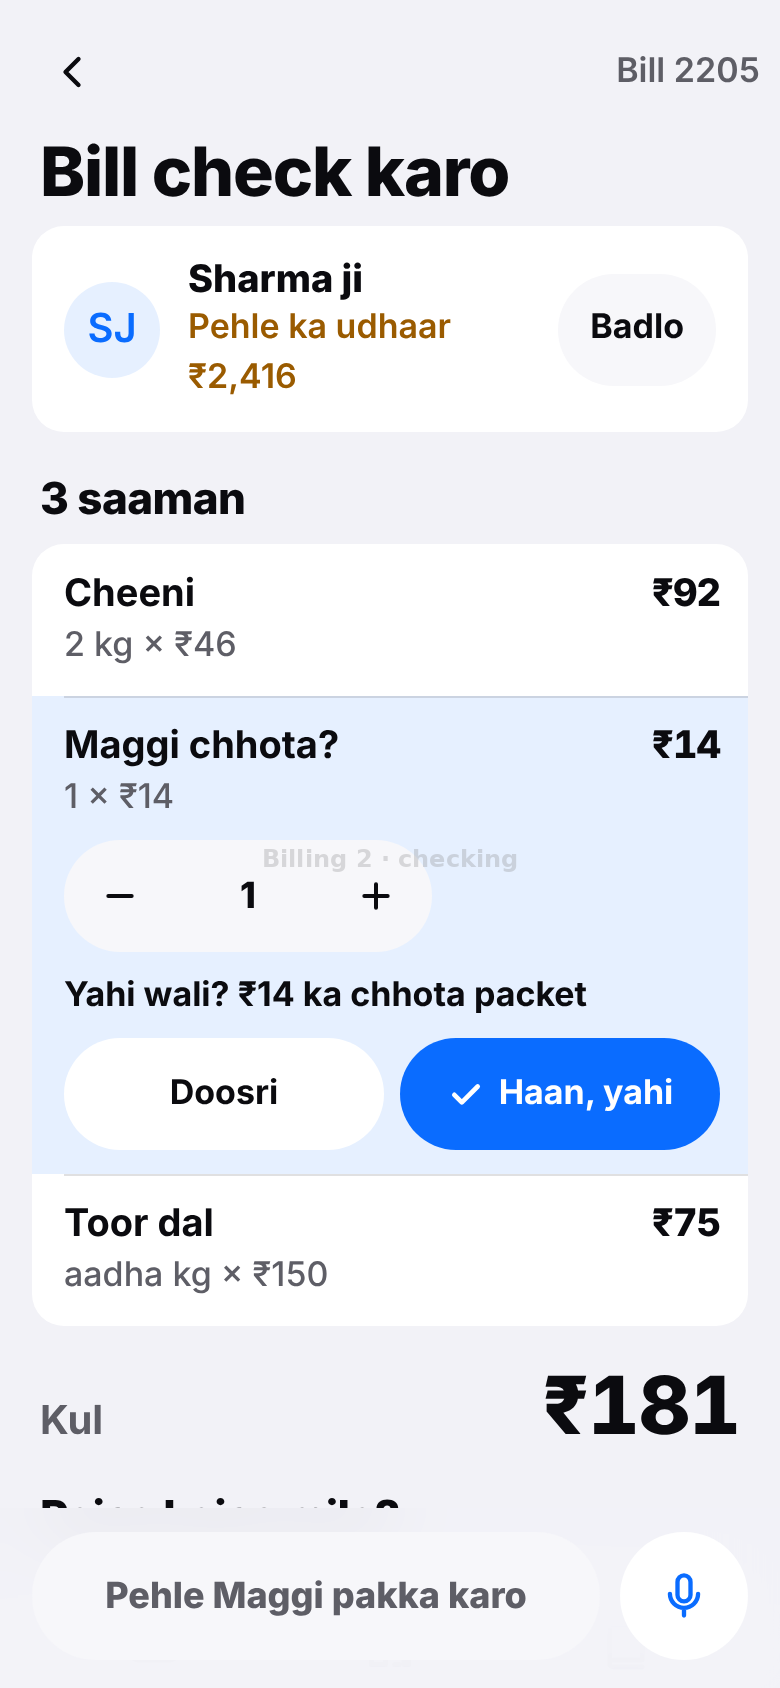 Bill 2205
Bill check karo
SJ
Sharma ji
Pehle ka udhaar
₹2,416
Badlo
3 saaman
Cheeni
₹92
2 kg × ₹46
Maggi chhota?
₹14
1 × ₹14
Billing 2 · checking
1
Yahi wali? ₹14 ka chhota packet
Doosri
Haan, yahi
Toor dal
₹75
aadha kg × ₹150
Kul
₹181
Pehle Maggi pakka karo